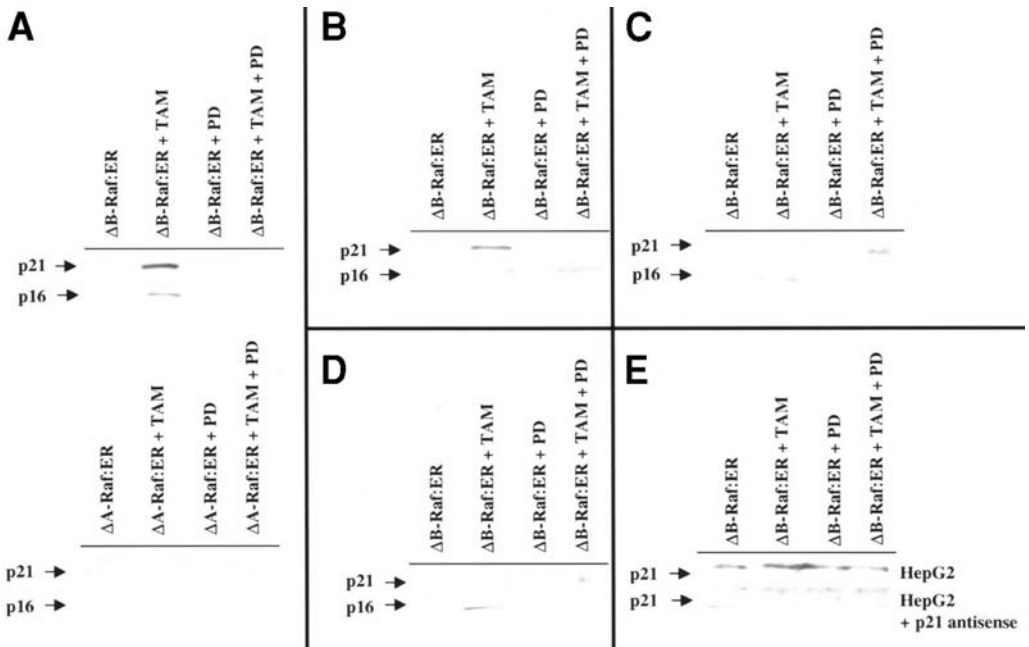 A
ΔB-Raf:ER
ΔB-Raf:ER + TAM
ΔB-Raf:ER + PD
ΔB-Raf:ER + TAM + PD
p21
p16
ΔA-Raf:ER
ΔA-Raf:ER + TAM
ΔA-Raf:ER + PD
ΔA-Raf:ER + TAM + PD
p21
p16
B
ΔB-Raf:ER
ΔB-Raf:ER + TAM
ΔB-Raf:ER + PD
ΔB-Raf:ER + TAM + PD
p21
p16
C
ΔB-Raf:ER
ΔB-Raf:ER + TAM
ΔB-Raf:ER + PD
ΔB-Raf:ER + TAM + PD
p21
p16
D
ΔB-Raf:ER
ΔB-Raf:ER + TAM
ΔB-Raf:ER + PD
ΔB-Raf:ER + TAM + PD
p21
p16
E
ΔB-Raf:ER
ΔB-Raf:ER + TAM
ΔB-Raf:ER + PD
ΔB-Raf:ER + TAM + PD
p21
HepG2
p21
HepG2
+ p21 antisense